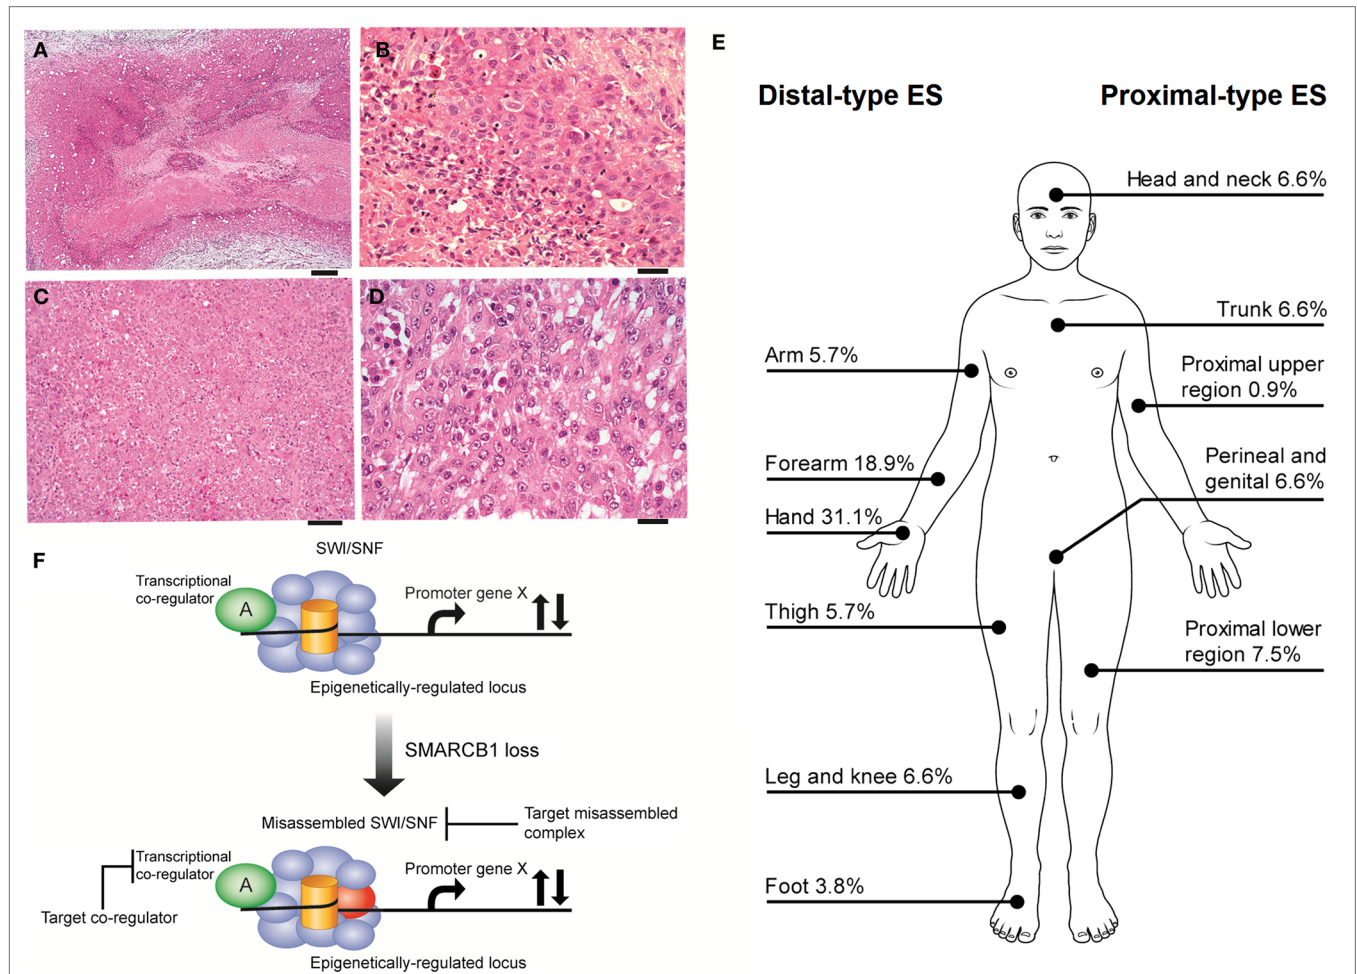 A
B
C
D
E
Distal-type ES
Proximal-type ES
Head and neck 6.6%
Trunk 6.6%
Arm 5.7%
Proximal upper
region 0.9%
Forearm 18.9%
Perineal and
genital 6.6%
Hand 31.1%
Thigh 5.7%
Proximal lower
region 7.5%
Leg and knee 6.6%
Foot 3.8%
F
SWI/SNF
Transcriptional
co-regulator
A
Promoter gene X
Epigenetically-regulated locus
SMARCB1 loss
Misassembled SWI/SNF
Target misassembled
complex
Transcriptional
co-regulator
A
Promoter gene X
Target co-regulator
Epigenetically-regulated locus